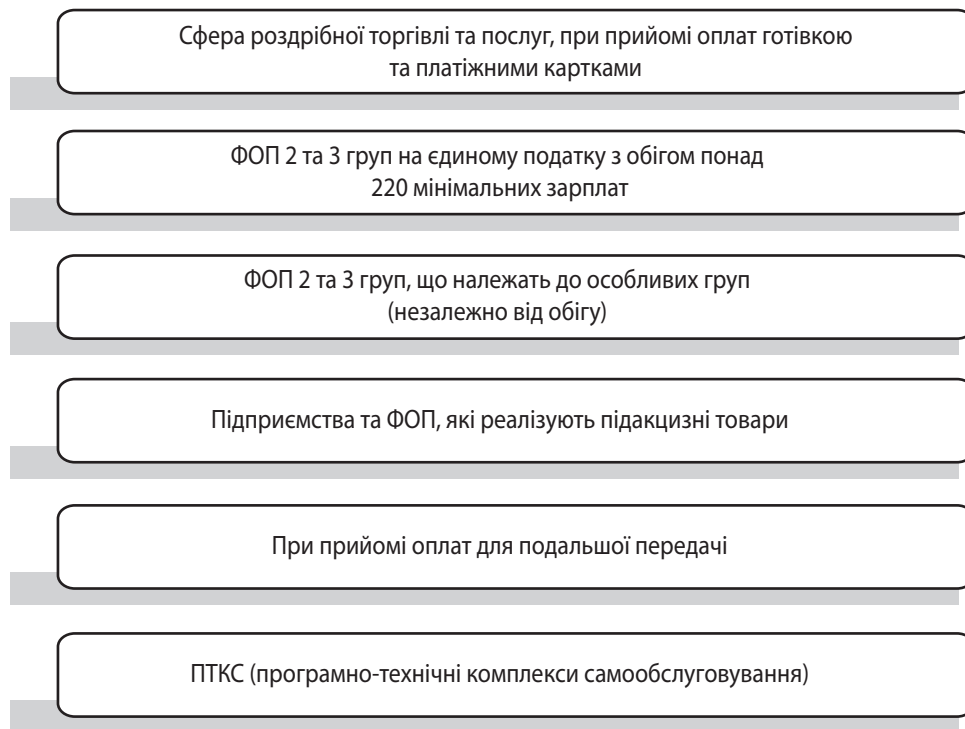 Сфера роздрібної торгівлі та послуг, при прийомі оплат готівкою
та платіжними картками
ФОП 2 та 3 груп на єдиному податку з обігом понад
220 мінімальних зарплат
ФОП 2 та 3 груп, що належать до особливих груп
(незалежно від обігу)
Підприємства та ФОП, які реалізують підакцизні товари
При прийомі оплат для подальшої передачі
ПТКС (програмно-технічні комплекси самообслуговування)